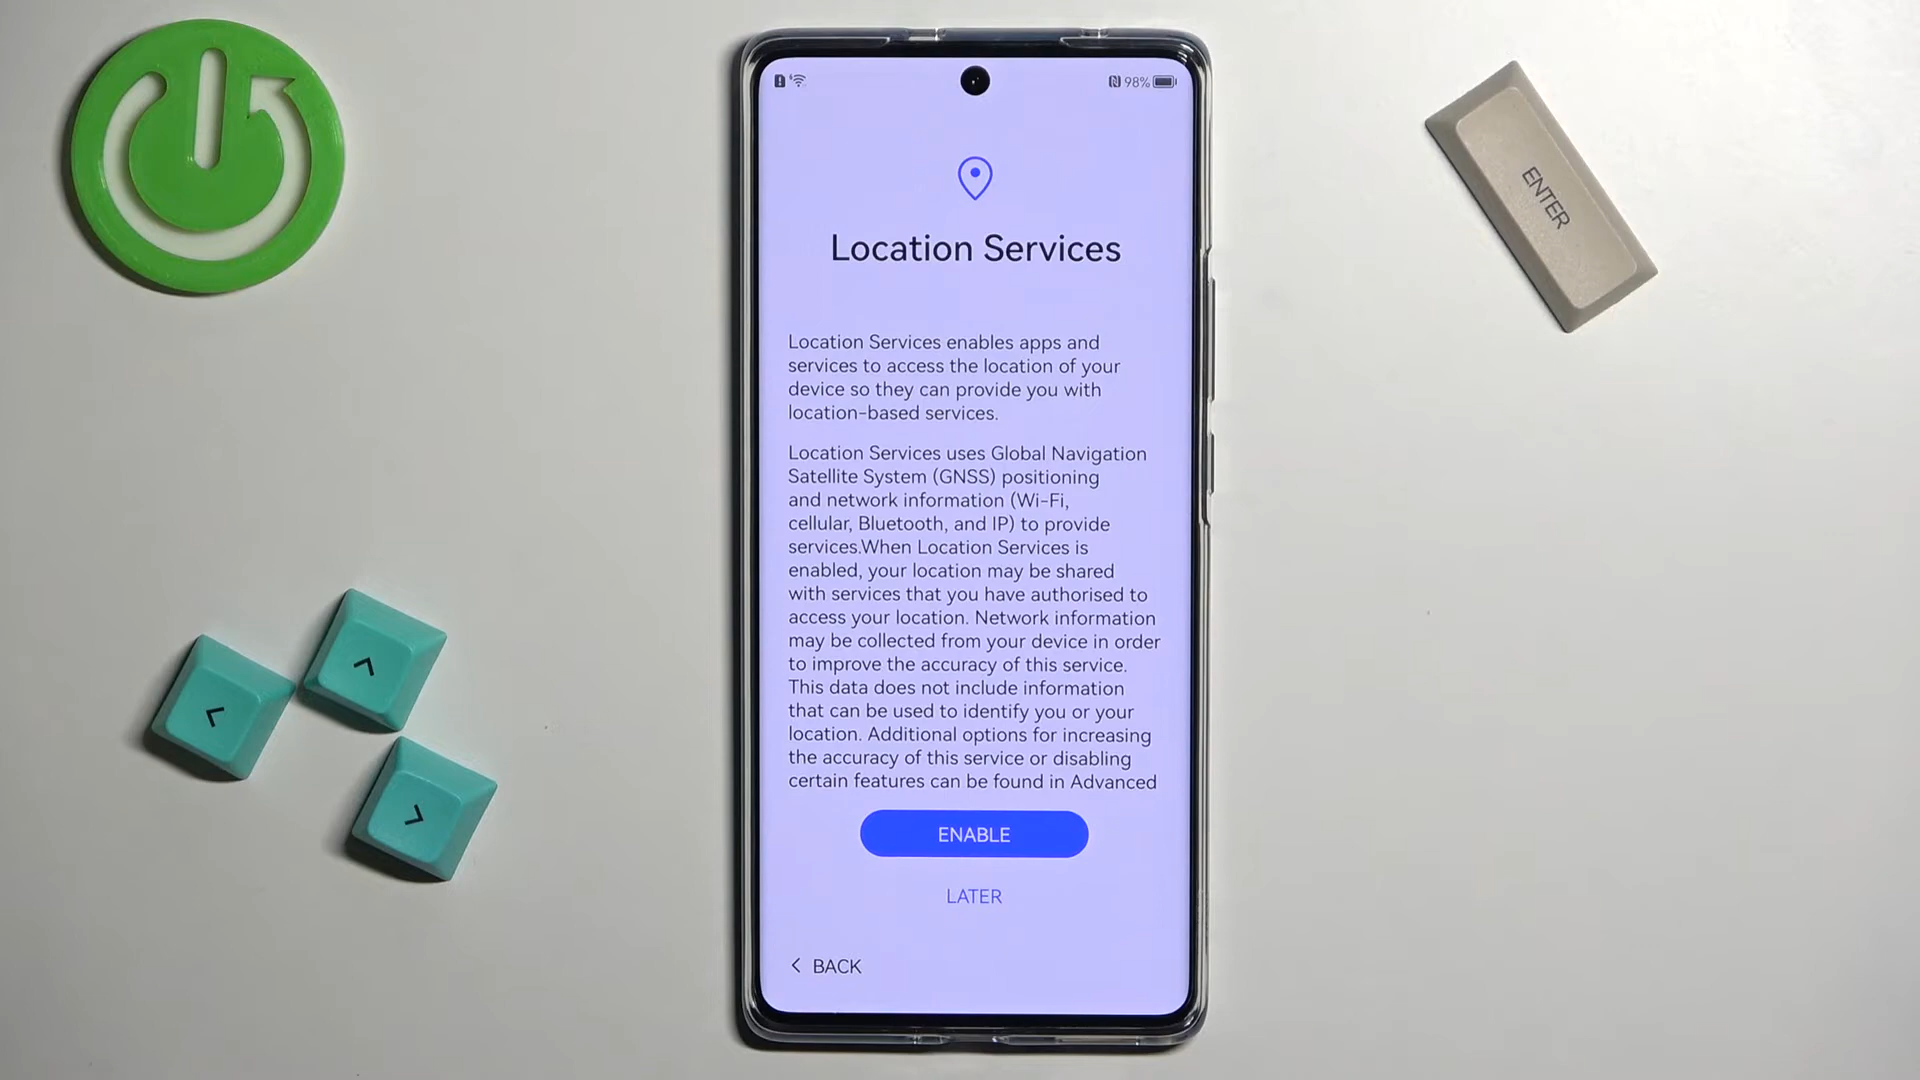 98%
Location Services
Location Services enables apps and
services to access the location of your
device so they can provide you with
location-based services.
Location Services uses Global Navigation
Satellite System (GNSS) positioning
and network information (Wi-Fi,
cellular, Bluetooth, and IP) to provide
services.When Location Services is
enabled, your location may be shared
with services that you have authorised to
access your location. Network information
may be collected from your device in order
to improve the accuracy of this service.
This data does not include information
that can be used to identify you or your
location. Additional options for increasing
the accuracy of this service or disabling
certain features can be found in Advanced
ENABLE
LATER
< BACK
ENTER
^
<
>